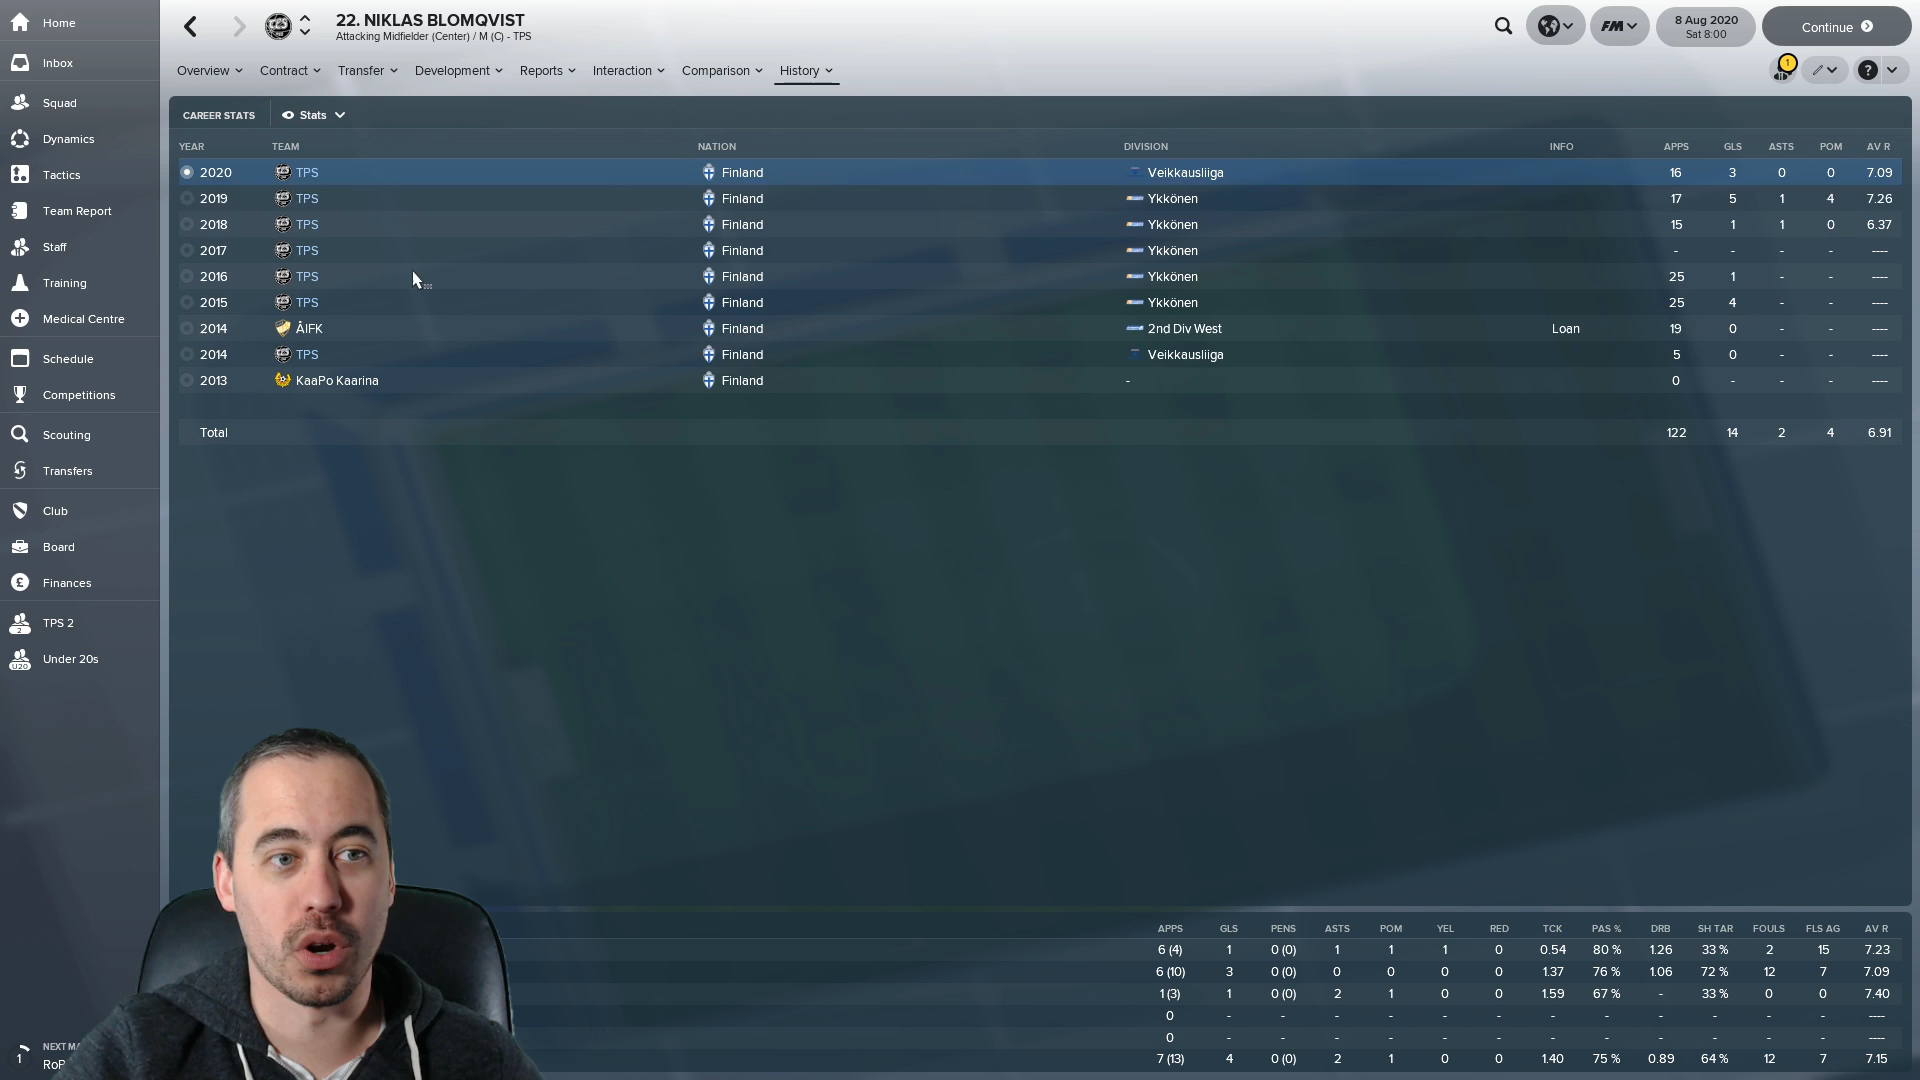 Home
Inbox
Squad
Dynamics
Tactics
Team Report
Staff
Training
Medical Centre
Schedule
Competitions
Scouting
Transfers
Club
Board
Finances
TPS 2
Under 20s
22. NIKLAS BLOMQVIST
Attacking Midfielder (Center) / M (C) - TPS
FM
8 Aug 2020
Sat 8:00
Continue
Overview Contract Transfer Development Reports Interaction Comparison History
1
?
CAREER STATS Stats
YEAR TEAM NATION DIVISION INFO APPS GLS ASTS POM AV R
2020 TPS Finland Veikkausliiga 16 3 0 0 7.09
2019 TPS Finland Ykkönen 17 5 1 4 7.26
2018 TPS Finland Ykkönen 15 1 1 0 6.37
2017 TPS Finland Ykkönen - - - - ----
2016 TPS Finland Ykkönen 25 1 - - ----
2015 TPS Finland Ykkönen 25 4 - - ----
2014 ÅIFK Finland 2nd Div West Loan 19 0 - - ----
2014 TPS Finland Veikkausliiga 5 0 - - ----
2013 KaaPo Kaarina Finland - 0 - - - ----
Total 122 14 2 4 6.91
APPS GLS PENS ASTS POM YEL RED TCK PAS % DRB SH TAR FOULS FLS AG AV R
6 (4) 1 0 (0) 1 1 1 0 0.54 80 % 1.26 33 % 2 15 7.23
6 (10) 3 0 (0) 0 0 0 0 1.37 76 % 1.06 72 % 12 7 7.09
1 (3) 1 0 (0) 2 1 0 0 1.59 67 % - 33 % 0 0 7.40
0 - - - - - - - - - - - - ----
0 - - - - - - - - - - - - ----
7 (13) 4 0 (0) 2 1 0 0 1.40 75 % 0.89 64 % 12 7 7.15
1
NEXT
RoP